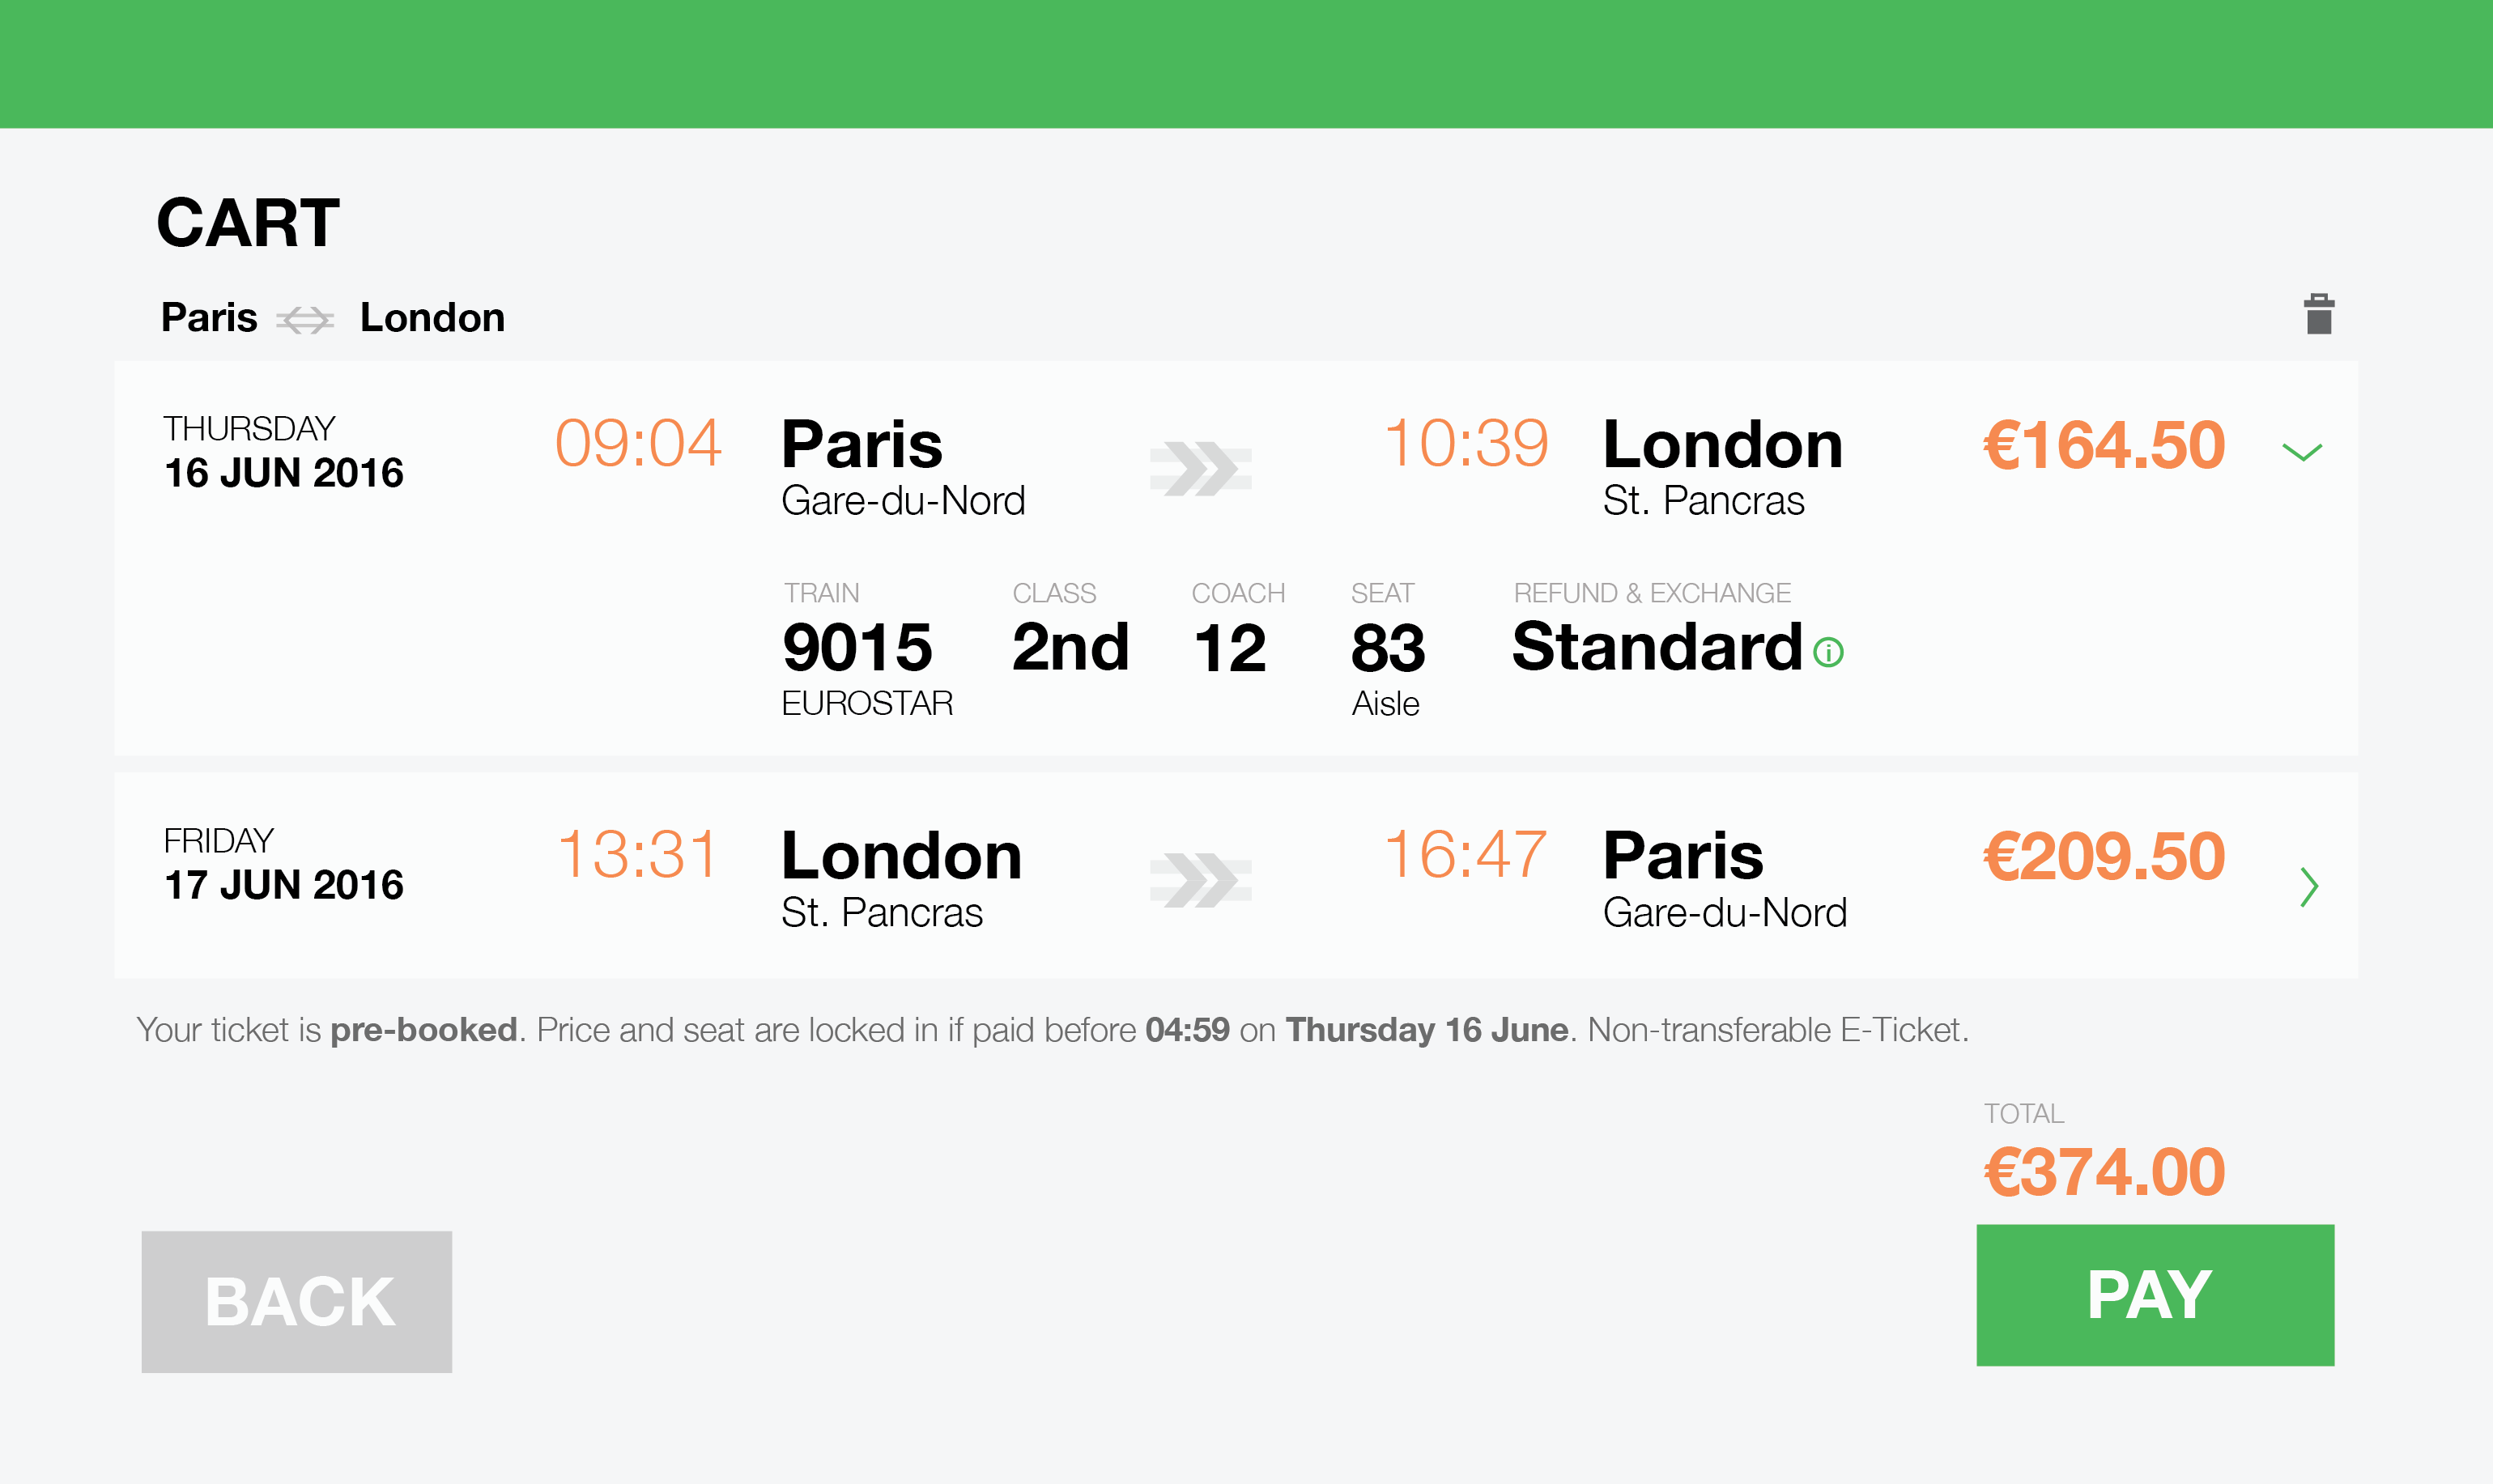 CART
Paris London
THURSDAY
16 JUN 2016
09:04 Paris 10:39 London €164.50
Gare-du-Nord St. Pancras
TRAIN CLASS COACH SEAT REFUND & EXCHANGE
9015 2nd 12 83 Standard
EUROSTAR Aisle
FRIDAY
17 JUN 2016
13:31 London 16:47 Paris €209.50
St. Pancras Gare-du-Nord
Your ticket is pre-booked. Price and seat are locked in if paid before 04:59 on Thursday 16 June. Non-transferable E-Ticket.
TOTAL
€374.00
BACK PAY